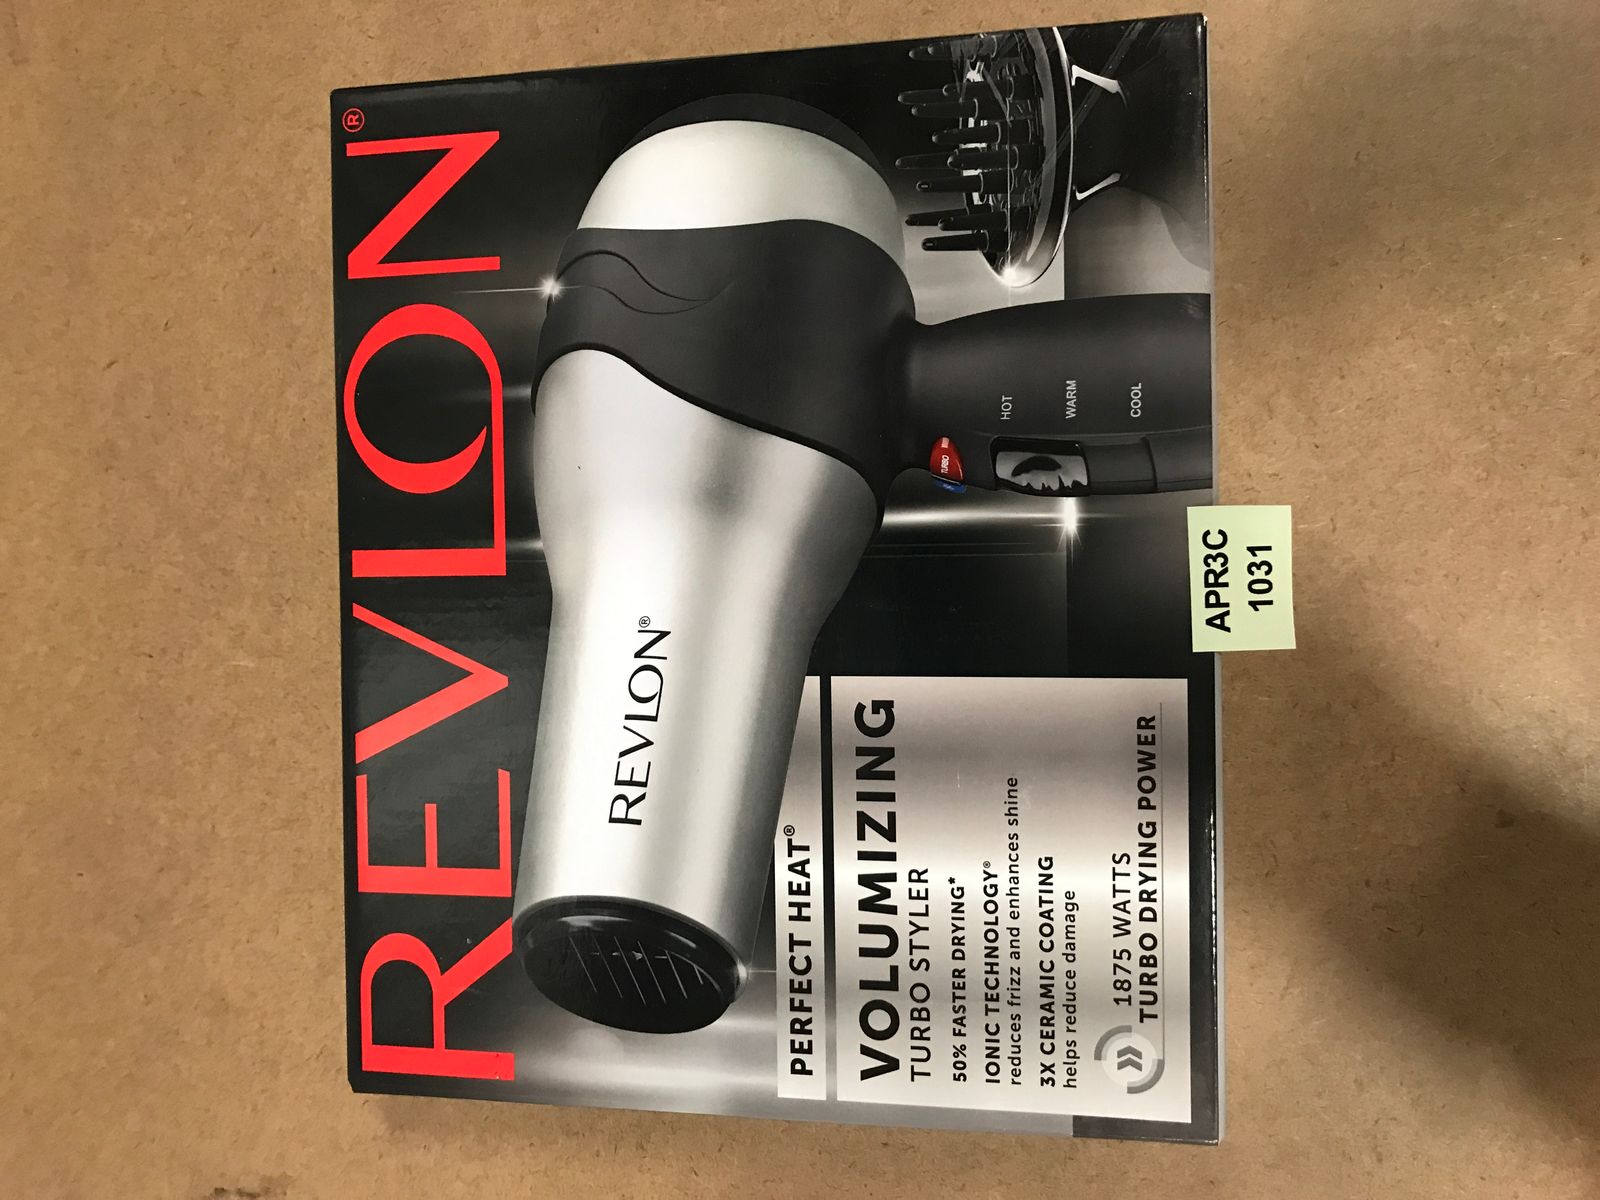 REVLON®
REVLON®
TURBO
HOT
WARM
COOL
PERFECT HEAT®
VOLUMIZING
TURBO STYLER
50% FASTER DRYING*
IONIC TECHNOLOGY®
reduces frizz and enhances shine
3X CERAMIC COATING
helps reduce damage
1875 WATTS
TURBO DRYING POWER
APR3C
1031